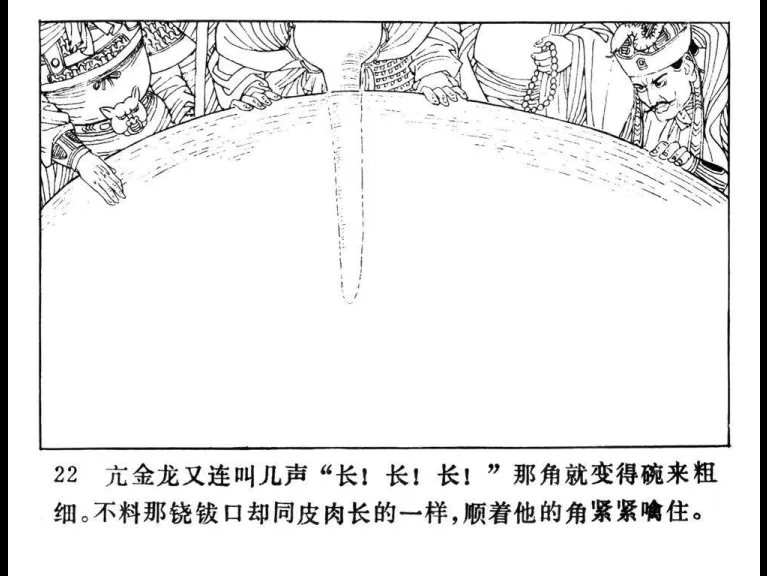 22 亢金龙又连叫几声“长！长！长！”那角就变得碗来粗
细。不料那铙钹口却同皮肉长的一样，顺着他的角紧紧噙住。